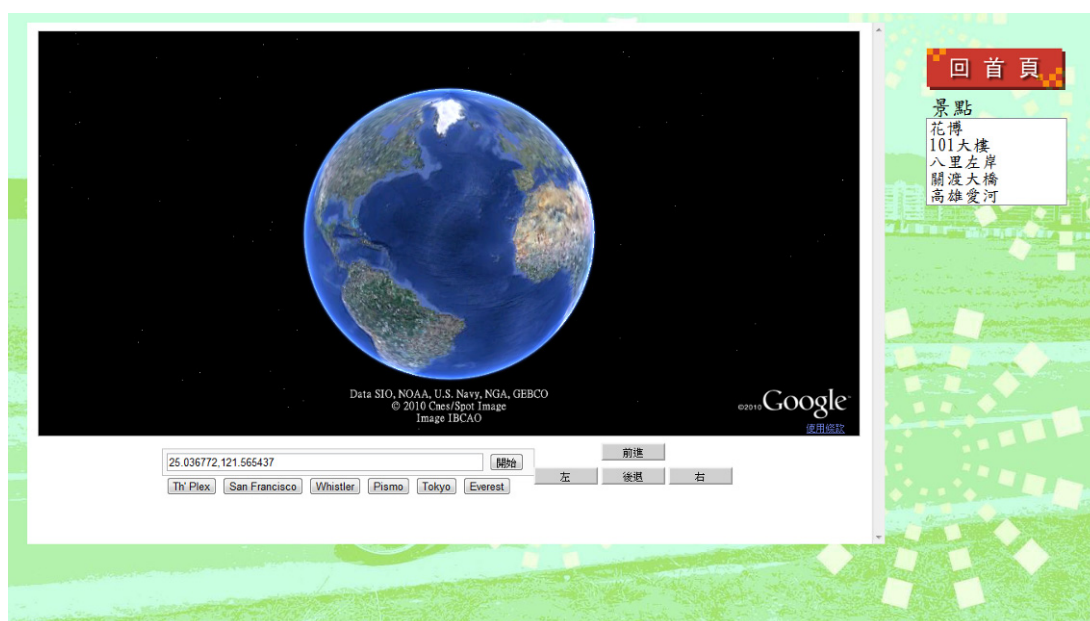 回首頁
景點
花博
101大樓
八里左岸
關渡大橋
高雄愛河
Data SIO, NOAA, U.S. Navy, NGA, GEBCO
© 2010 Cnes/Spot Image
Image IBCAO
©2010 Google
使用條款
25.036772,121.565437
開始
前進
左 後退 右
Th' Plex San Francisco Whistler Pismo Tokyo Everest